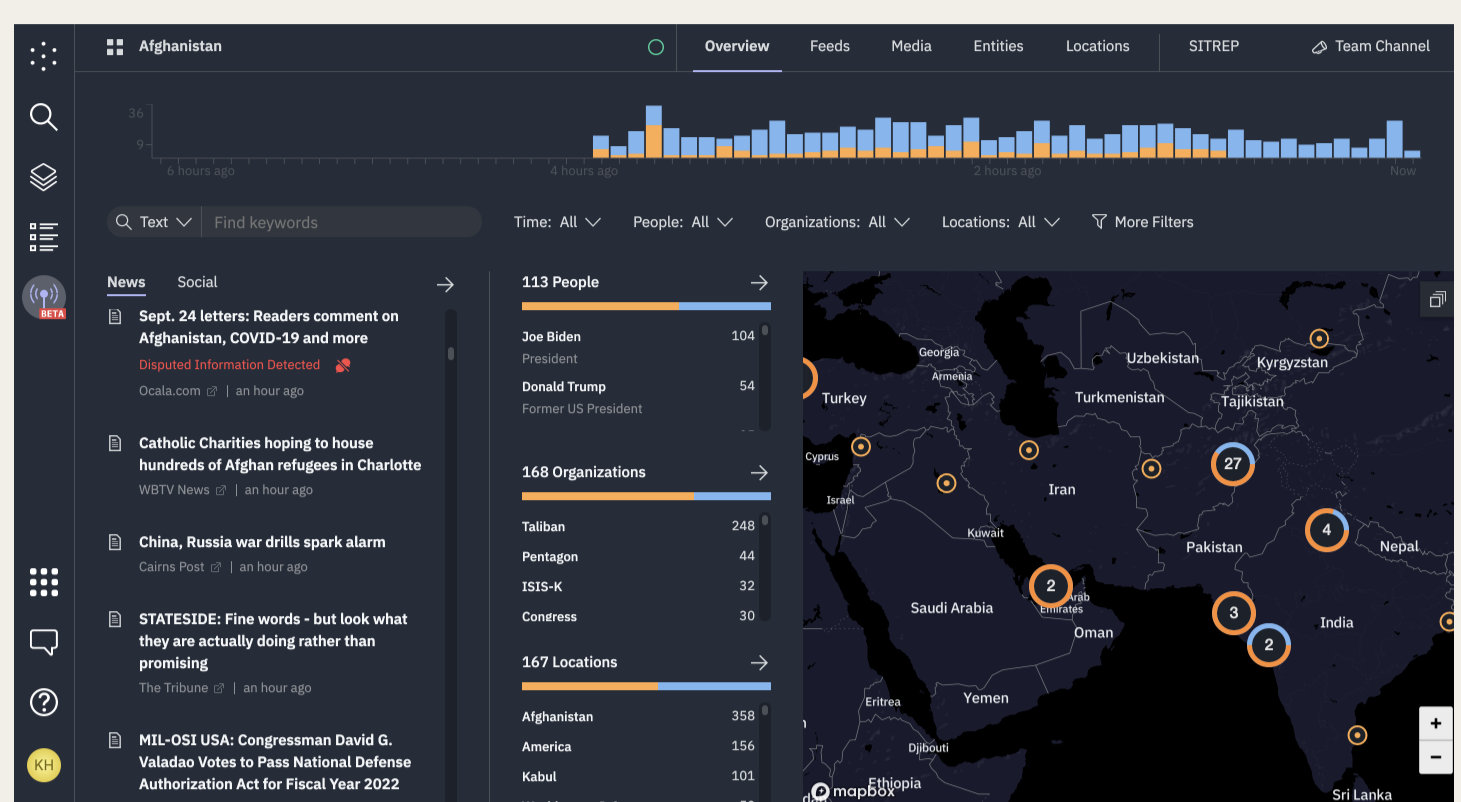 Afghanistan
Overview
Feeds
Media
Entities
Locations
SITREP
Team Channel
36
9
6 hours ago
4 hours ago
2 hours ago
Now
Text
Find keywords
Time: All
People: All
Organizations: All
Locations: All
More Filters
BETA
News
Social
Sept. 24 letters: Readers comment on
Afghanistan, COVID-19 and more
Disputed Information Detected
Ocala.com | an hour ago
Catholic Charities hoping to house
hundreds of Afghan refugees in Charlotte
WBTV News | an hour ago
China, Russia war drills spark alarm
Cairns Post | an hour ago
STATESIDE: Fine words - but look what
they are actually doing rather than
promising
The Tribune | an hour ago
MIL-OSI USA: Congressman David G.
Valadao Votes to Pass National Defense
Authorization Act for Fiscal Year 2022
KH
113 People
Joe Biden 104
President
Donald Trump 54
Former US President
168 Organizations
Taliban 248
Pentagon 44
ISIS-K 32
Congress 30
167 Locations
Afghanistan 358
America 156
Kabul 101
Georgia
Armenia
Uzbekistan
Kyrgyzstan
Turkey
Turkmenistan
Tajikistan
Cyprus
27
Israel
Iran
4
Kuwait
Pakistan
Nepal
2
Arab
Emirates
Saudi Arabia
3
India
Oman
2
Yemen
Eritrea
+
Djibouti
−
Ethiopia
mapbox
Sri Lanka